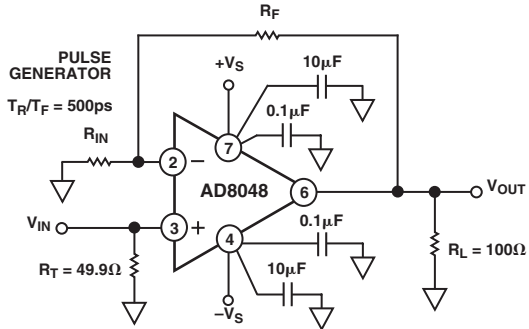 RF
PULSE
GENERATOR
TR/TF = 500ps
+VS
10µF
0.1µF
RIN
7
2
–
AD8048
6
VOUT
VIN
3
+
4
0.1µF
RL = 100Ω
RT = 49.9Ω
10µF
–VS